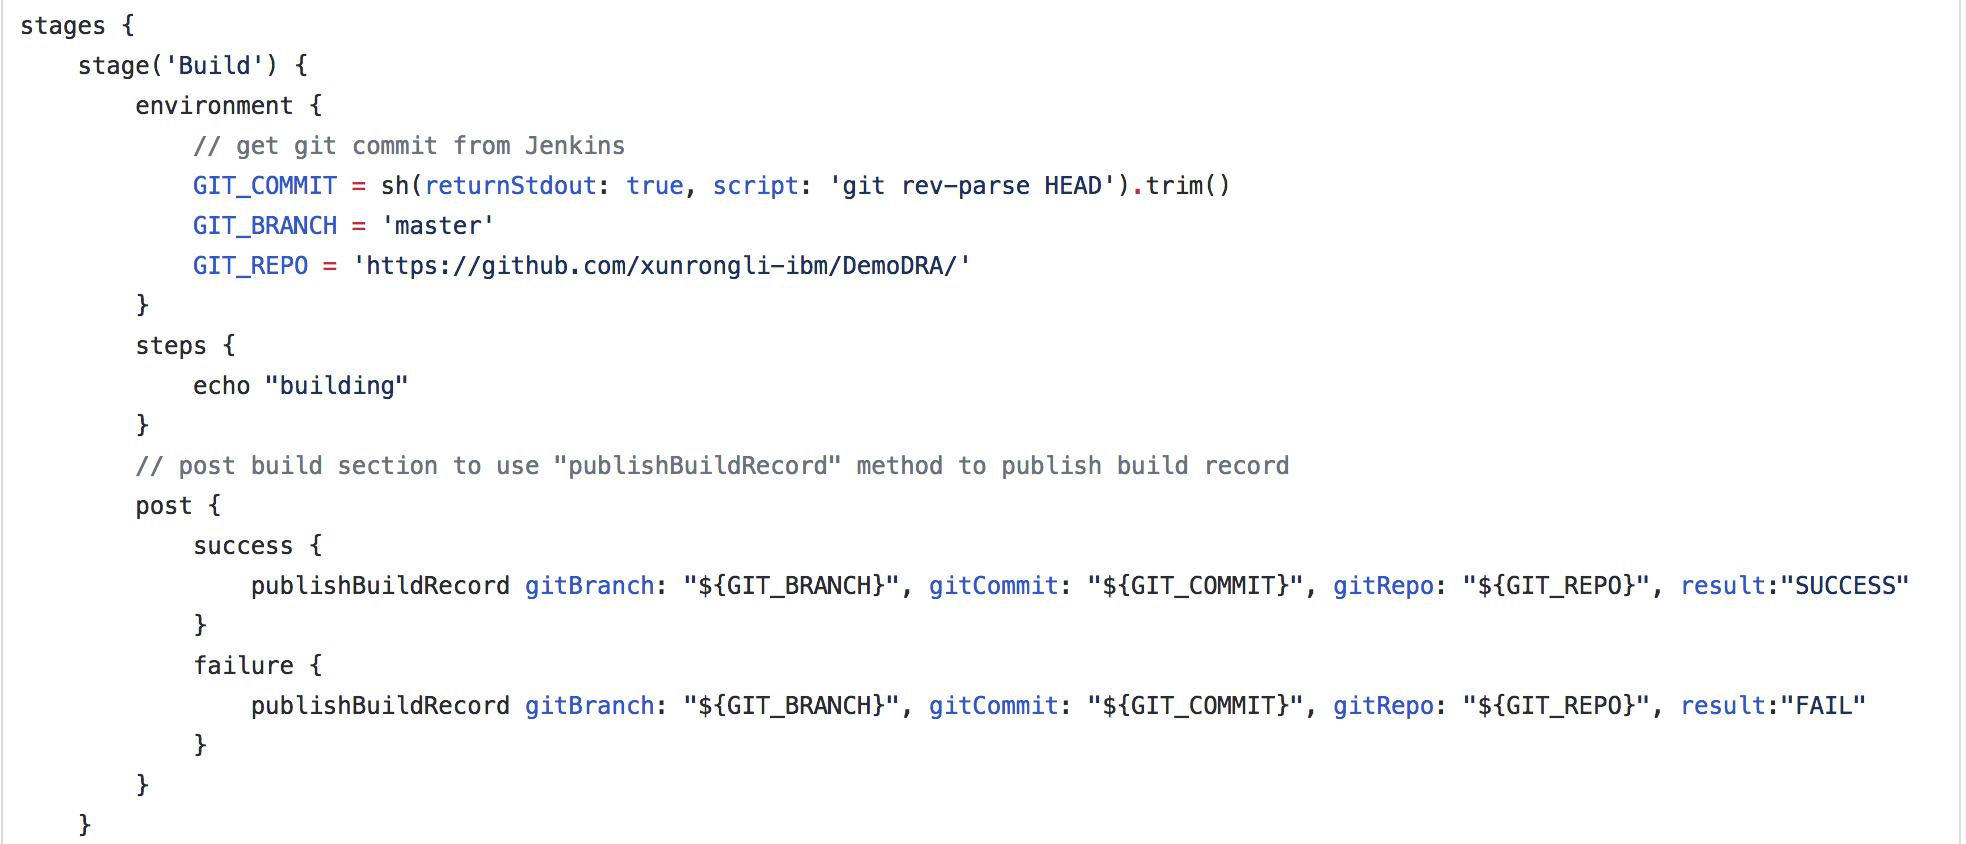 stages {
    stage('Build') {
        environment {
            // get git commit from Jenkins
            GIT_COMMIT = sh(returnStdout: true, script: 'git rev-parse HEAD').trim()
            GIT_BRANCH = 'master'
            GIT_REPO = 'https://github.com/xunrongli-ibm/DemoDRA/'
        }
        steps {
            echo "building"
        }
        // post build section to use "publishBuildRecord" method to publish build record
        post {
            success {
                publishBuildRecord gitBranch: "${GIT_BRANCH}", gitCommit: "${GIT_COMMIT}", gitRepo: "${GIT_REPO}", result:"SUCCESS"
            }
            failure {
                publishBuildRecord gitBranch: "${GIT_BRANCH}", gitCommit: "${GIT_COMMIT}", gitRepo: "${GIT_REPO}", result:"FAIL"
            }
        }
    }